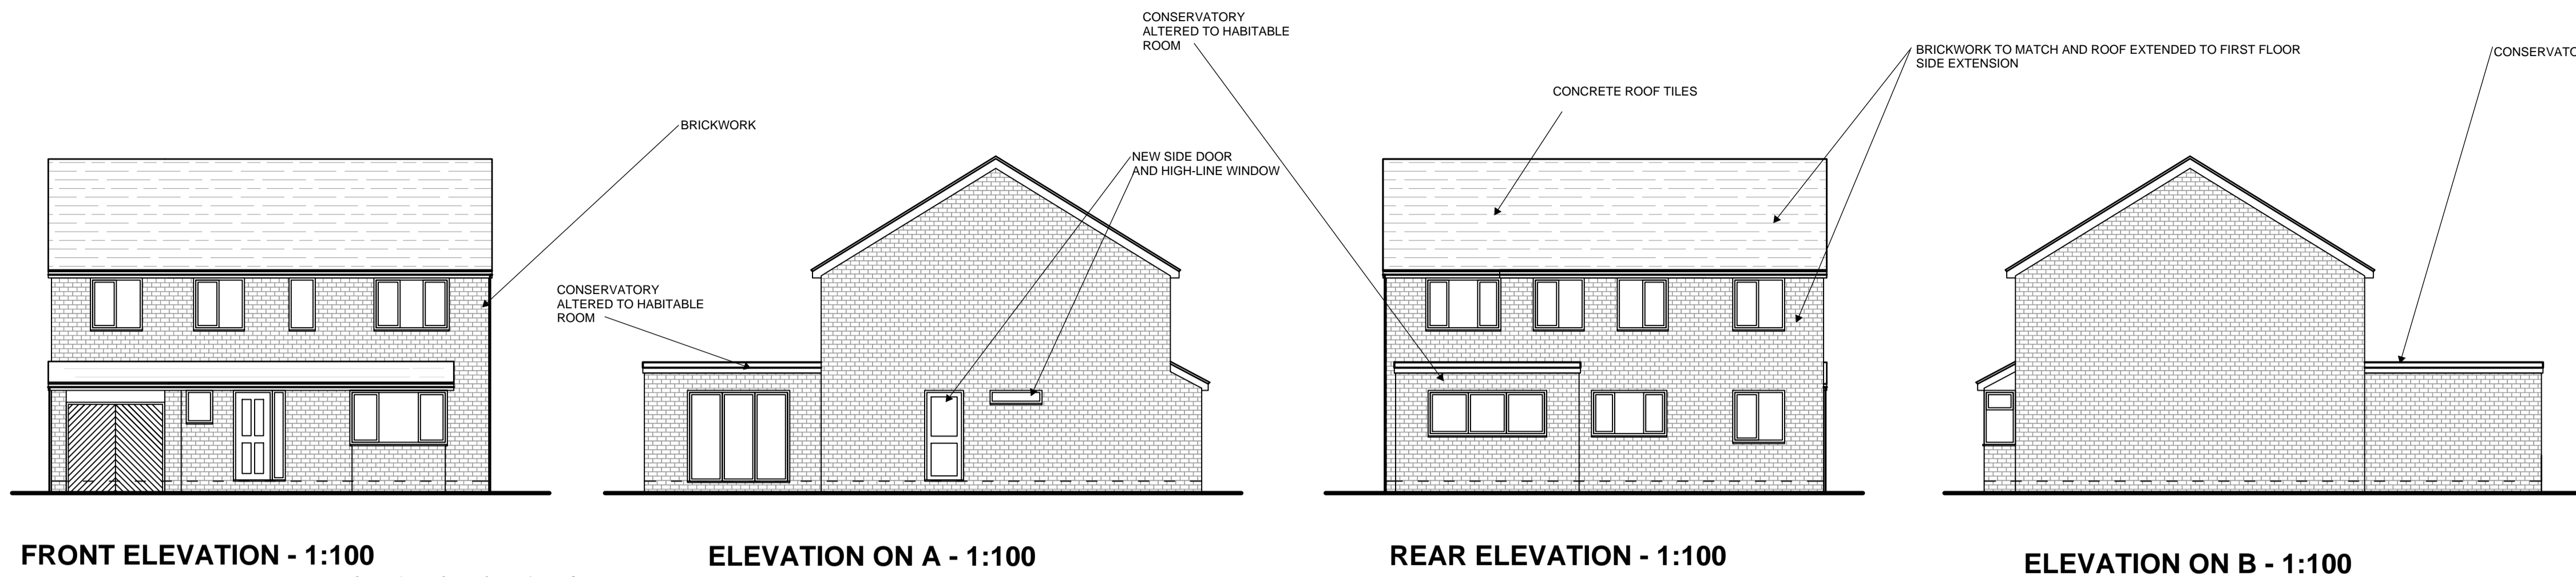 CONSERVATORY
ALTERED TO HABITABLE
ROOM
BRICKWORK TO MATCH AND ROOF EXTENDED TO FIRST FLOOR
SIDE EXTENSION
CONCRETE ROOF TILES
BRICKWORK
NEW SIDE DOOR
AND HIGH-LINE WINDOW
CONSERVATORY
ALTERED TO HABITABLE
ROOM
FRONT ELEVATION - 1:100
ELEVATION ON A - 1:100
REAR ELEVATION - 1:100
ELEVATION ON B - 1:100